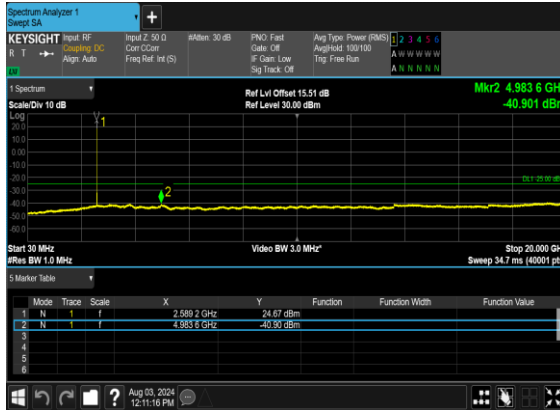 Spectrum Analyzer 1
Swept SA
+
KEYSIGHT Input: RF Input Z: 50 Ω #Atten: 30 dB PNO: Fast Avg Type: Power (RMS) 1 2 3 4 5 6
R T Coupling: DC Corr CCorr Gate: Off Avg|Hold: 100/100 A W W W W W
Align: Auto Freq Ref: Int (S) IF Gain: Low Trig: Free Run
Sig Track: Off A N N N N N
LXI
1 Spectrum Ref Lvl Offset 15.51 dB Mkr2 4.983 6 GH
Scale/Div 10 dB Ref Level 30.00 dBm -40.901 dBr
Log
20.0
10.0
0.00
-10.0
-20.0
-30.0
-40.0
-50.0
-60.0
1
2
DL1 -25.00 dB
Start 30 MHz Video BW 3.0 MHz* Stop 20.000 GH
#Res BW 1.0 MHz Sweep 34.7 ms (40001 pt
5 Marker Table
Mode Trace Scale X Y Function Function Width Function Value
1 N 1 f 2.589 2 GHz 24.67 dBm
2 N 1 f 4.983 6 GHz -40.90 dBm
3
4
5
6
? Aug 03, 2024
12:11:16 PM